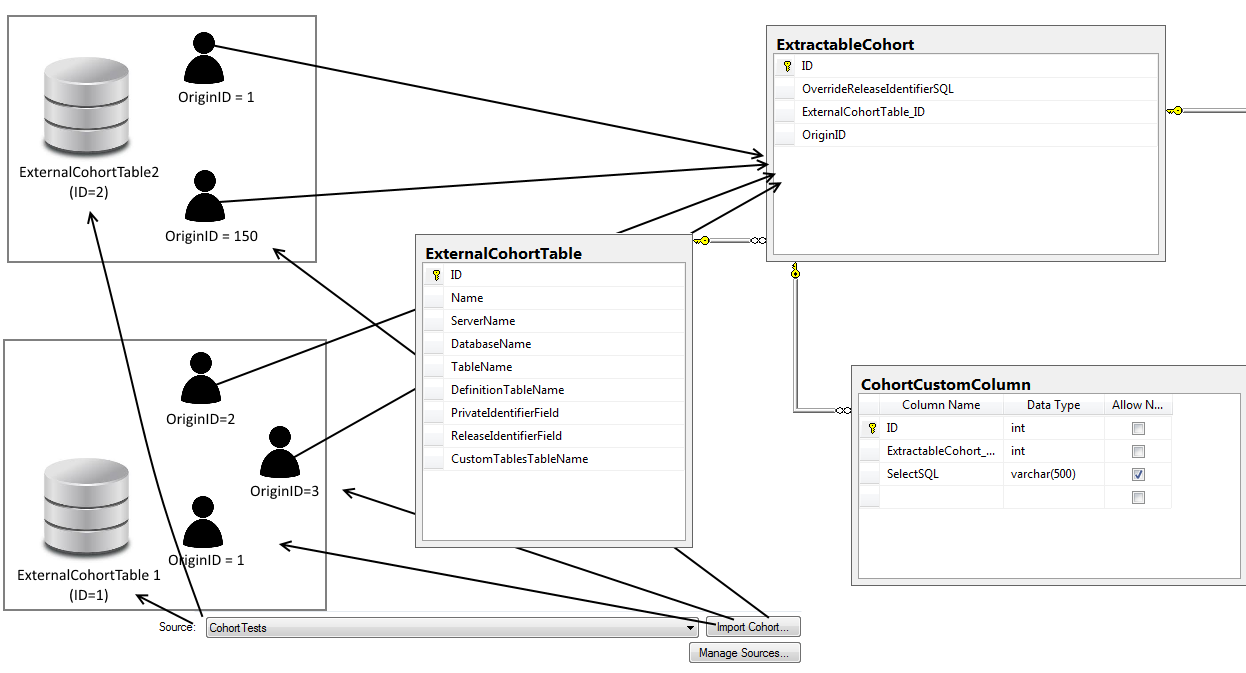 OriginID = 1
ExternalCohortTable2
(ID=2)
OriginID = 150
ExtractableCohort
ID
OverrideReleaseIdentifierSQL
ExternalCohortTable_ID
OriginID
ExternalCohortTable
ID
Name
ServerName
DatabaseName
TableName
DefinitionTableName
PrivateIdentifierField
ReleaseIdentifierField
CustomTablesTableName
OriginID=2
OriginID=3
OriginID = 1
ExternalCohortTable 1
(ID=1)
CohortCustomColumn
Column Name Data Type Allow N...
ID int
ExtractableCohort_... int
SelectSQL varchar(500)
Source: CohortTests Import Cohort...
Manage Sources...